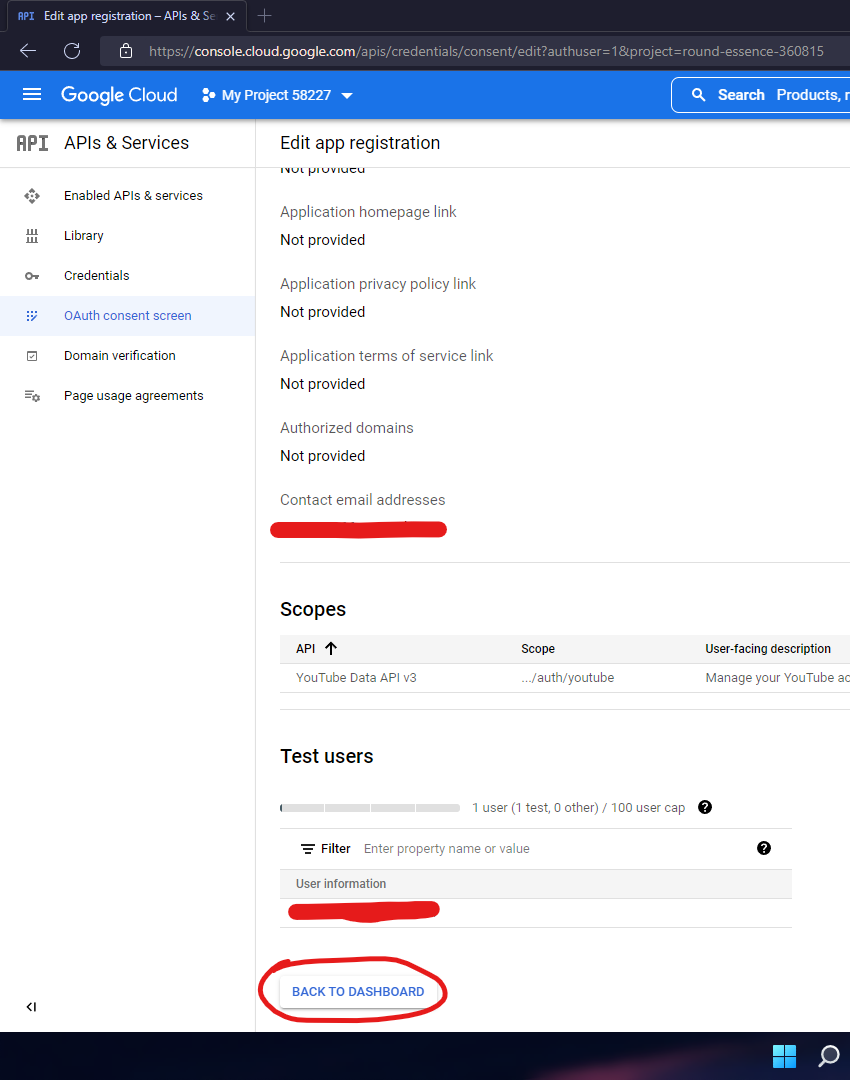 API Edit app registration – APIs & Se
https://console.cloud.google.com/apis/credentials/consent/edit?authuser=1&project=round-essence-360815
Google Cloud My Project 58227 Search Products, r
API APIs & Services Edit app registration
Not provided
Enabled APIs & services
Library
Credentials
OAuth consent screen
Domain verification
Page usage agreements
Application homepage link
Not provided
Application privacy policy link
Not provided
Application terms of service link
Not provided
Authorized domains
Not provided
Contact email addresses
Scopes
API Scope User-facing description
YouTube Data API v3 .../auth/youtube Manage your YouTube ac
Test users
1 user (1 test, 0 other) / 100 user cap
Filter Enter property name or value
User information
BACK TO DASHBOARD